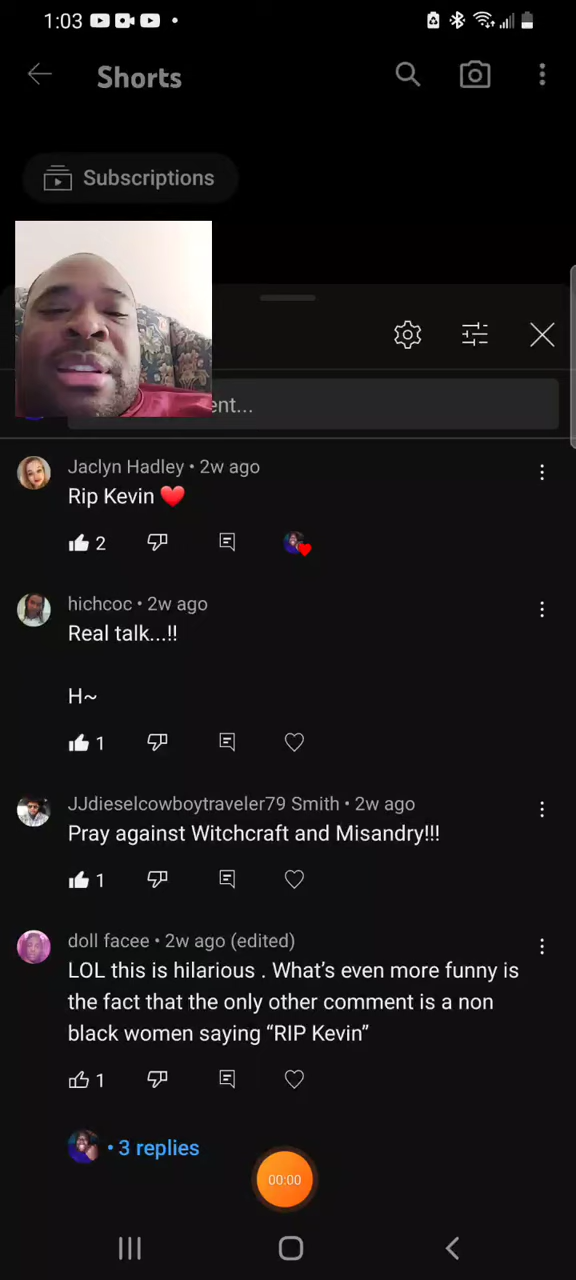 1:03
Shorts
Subscriptions
ent...
Jaclyn Hadley • 2w ago
Rip Kevin ❤️
2
hichcoc • 2w ago
Real talk...!!
H~
1
JJdieselcowboytraveler79 Smith • 2w ago
Pray against Witchcraft and Misandry!!!
1
doll facee • 2w ago (edited)
LOL this is hilarious . What’s even more funny is
the fact that the only other comment is a non
black women saying “RIP Kevin”
1
• 3 replies
00:00